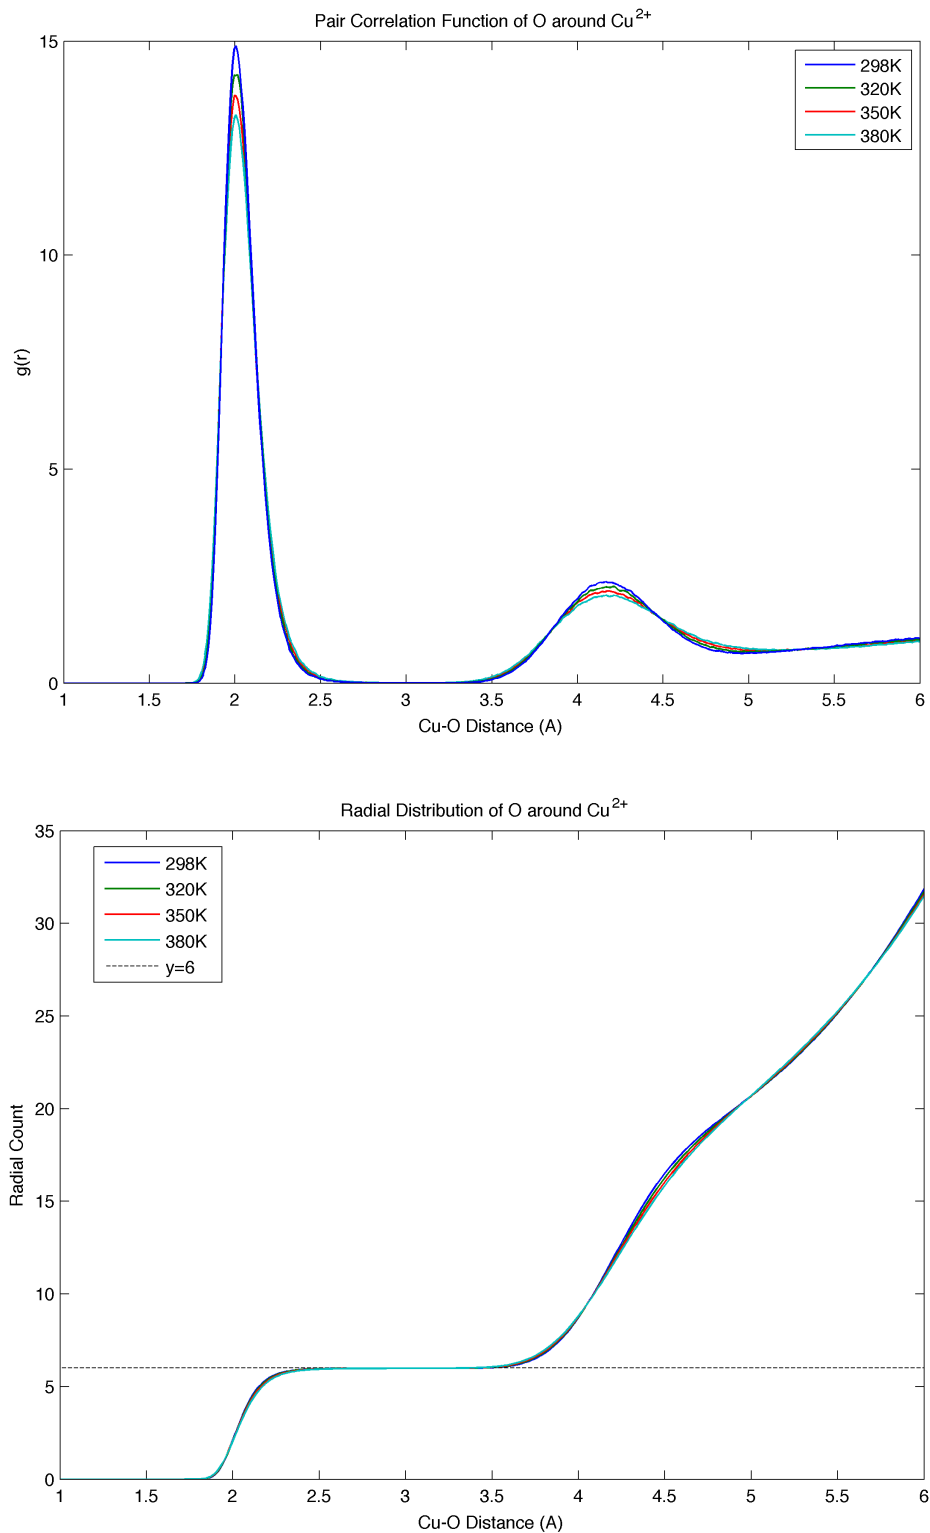 Pair Correlation Function of O around Cu2+
15
298K
320K
350K
380K
10
g(r)
5
0
1 1.5 2 2.5 3 3.5 4 4.5 5 5.5 6
Cu-O Distance (A)
Radial Distribution of O around Cu2+
35
298K
320K
350K
380K
y=6
30
25
20
Radial Count
15
10
5
0
1 1.5 2 2.5 3 3.5 4 4.5 5 5.5 6
Cu-O Distance (A)